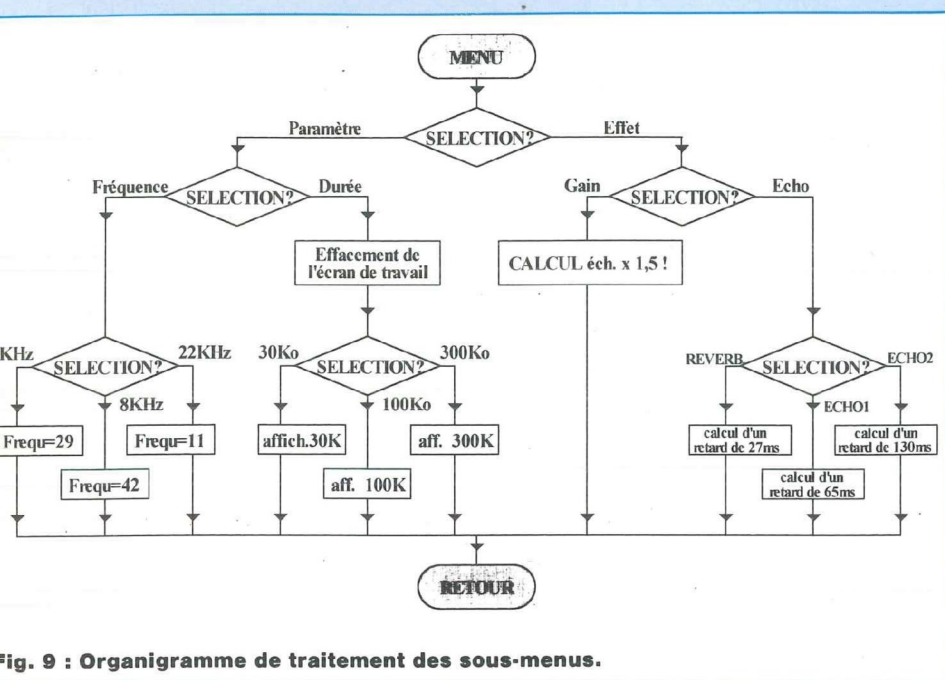 MENU
SELECTION?
Paramètre
Effet
SELECTION?
Fréquence
Durée
SELECTION?
Gain
Echo
Effacement de
l'écran de travail
CALCUL éch. x 1,5 !
SELECTION?
KHz
22KHz
8KHz
SELECTION?
30Ko
300Ko
100Ko
SELECTION?
REVERB
ECHO2
ECHO1
Frequ=29
Frequ=11
Frequ=42
affich.30K
aff. 300K
aff. 100K
calcul d'un
retard de 27ms
calcul d'un
retard de 130ms
calcul d'un
retard de 65ms
RETOUR
Fig. 9 : Organigramme de traitement des sous-menus.